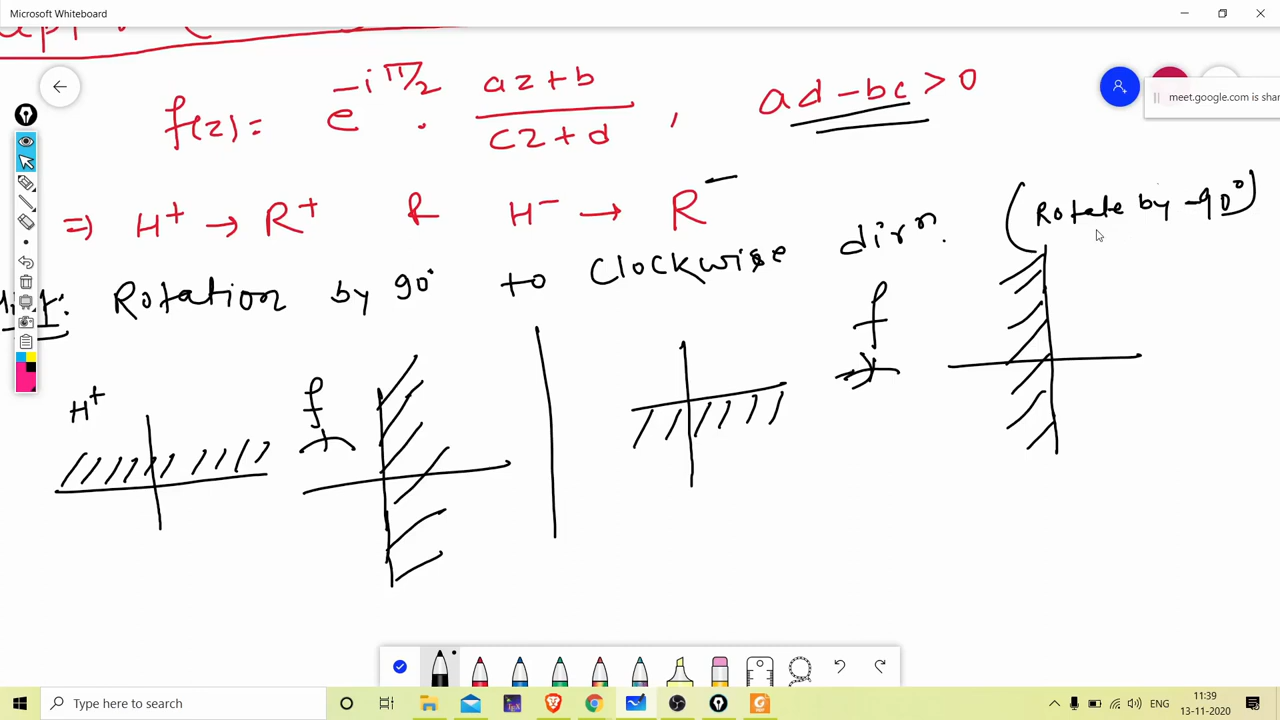 Microsoft Whiteboard
f(z) = e^{-iπ/2} . \frac{az+b}{cz+d} , ad - bc > 0
meet.google.com is shar
⇒ H⁺ → R⁺ R H⁻ → R⁻
(Rotate by -90°)
: Rotation by 90° to Clockwise dirⁿ.
f
H⁺ f
Type here to search
ENG
11:39
13-11-2020